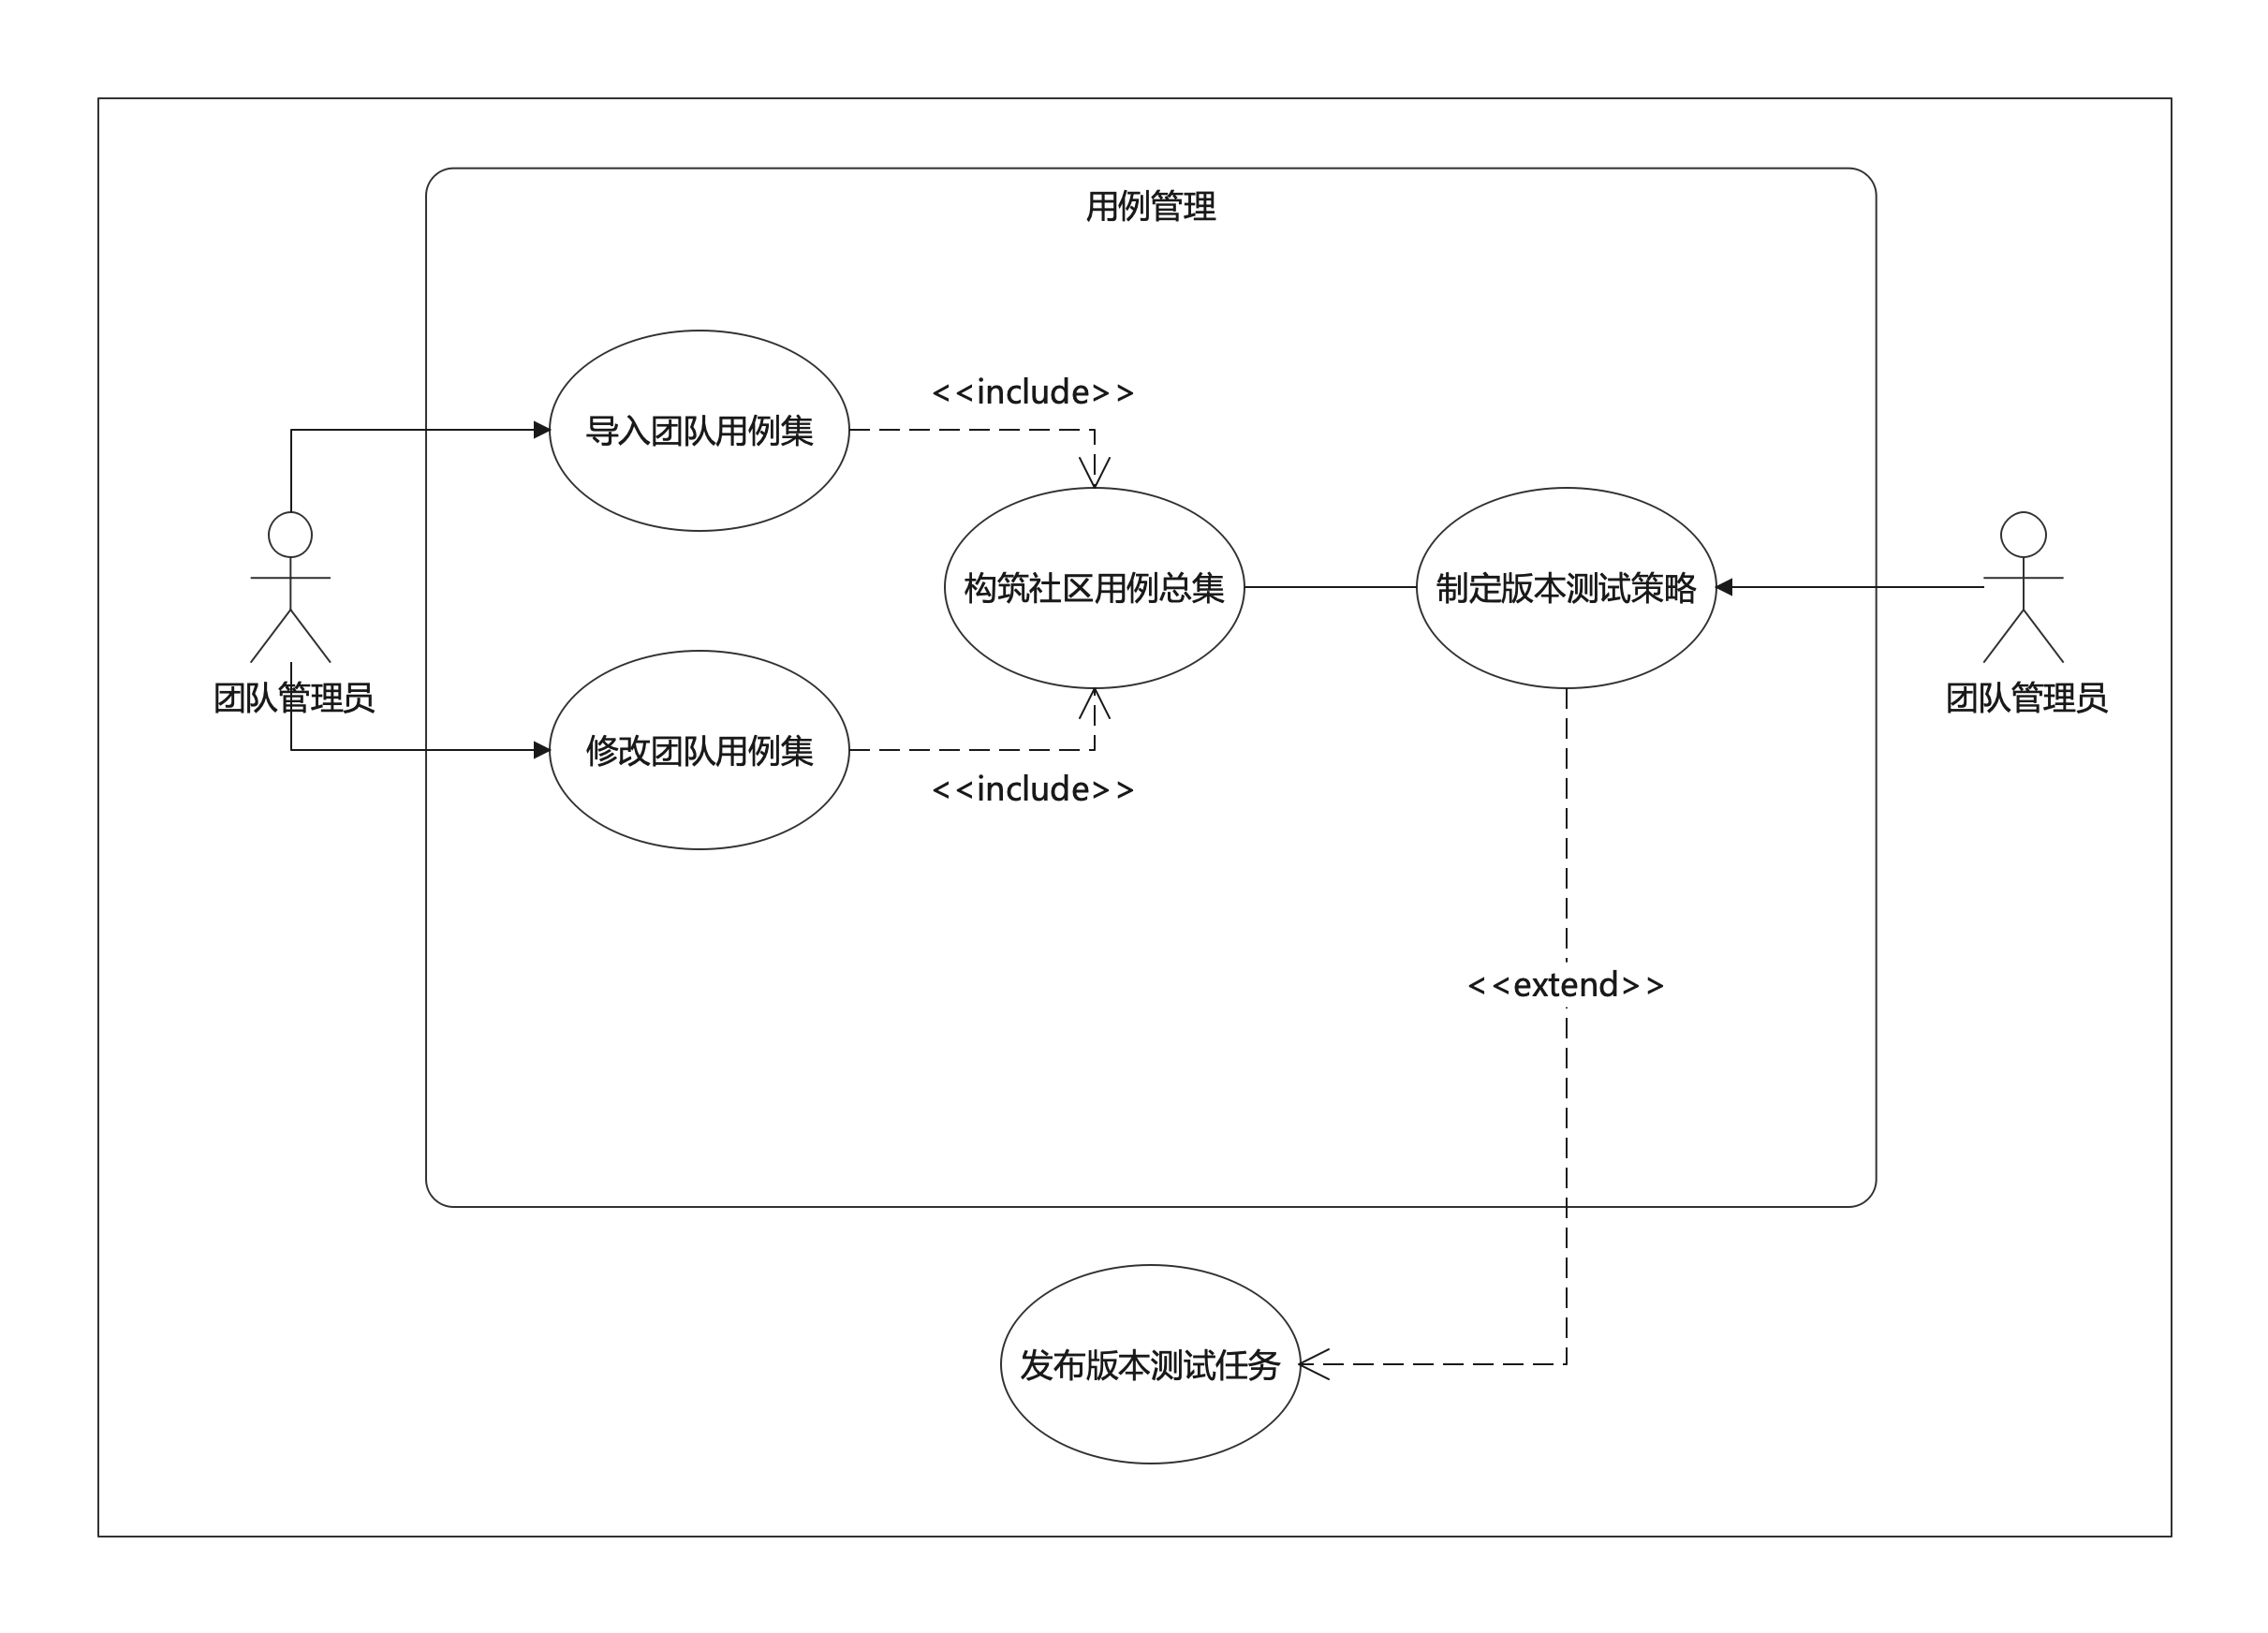 用例管理
<<include>>
导入团队用例集
构筑社区用例总集
制定版本测试策略
团队管理员
团队管理员
修改团队用例集
<<include>>
<<extend>>
发布版本测试任务